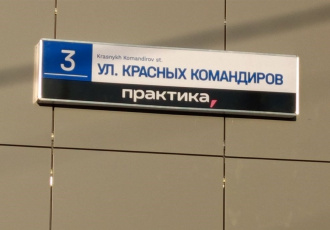 3
Krasnykh Komandirov st.
УЛ. КРАСНЫХ КОМАНДИРОВ
практика